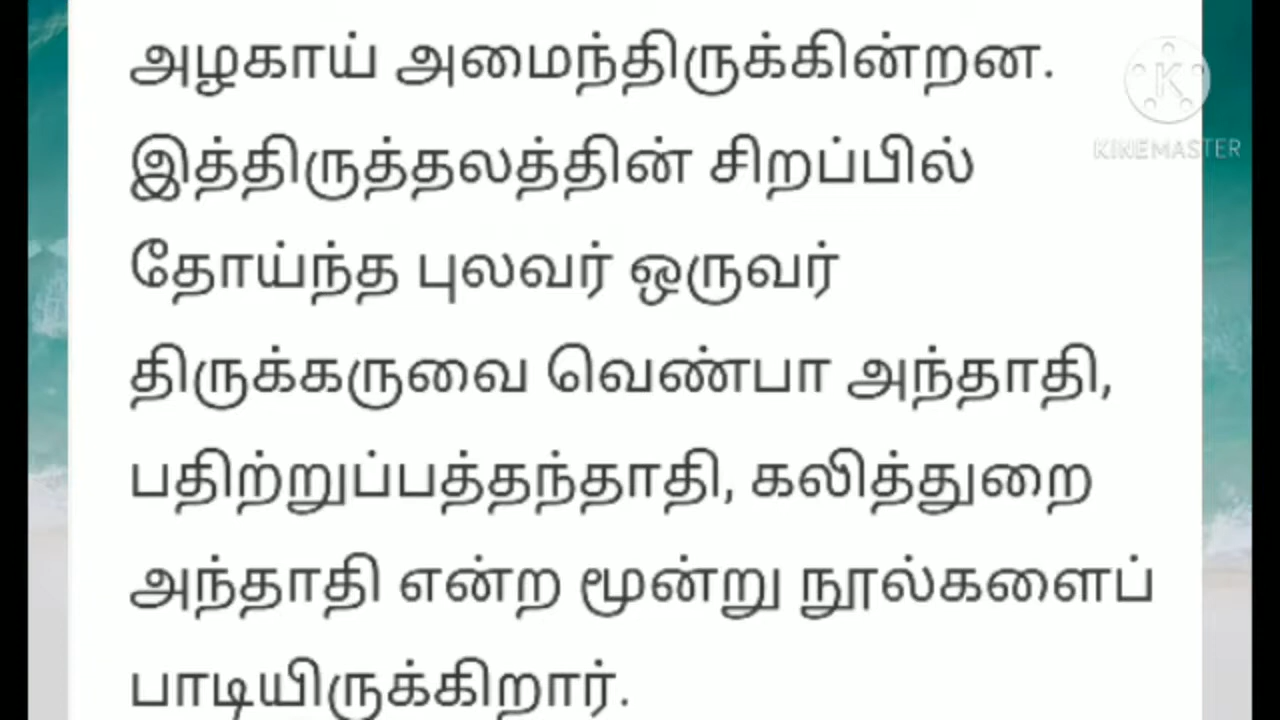 அழகாய் அமைந்திருக்கின்றன.
இத்திருத்தலத்தின் சிறப்பில்
தோய்ந்த புலவர் ஒருவர்
திருக்கருவை வெண்பா அந்தாதி,
பதிற்றுப்பத்தந்தாதி, கலித்துறை
அந்தாதி என்ற மூன்று நூல்களைப்
பாடியிருக்கிறார்.
K
KINEMASTER